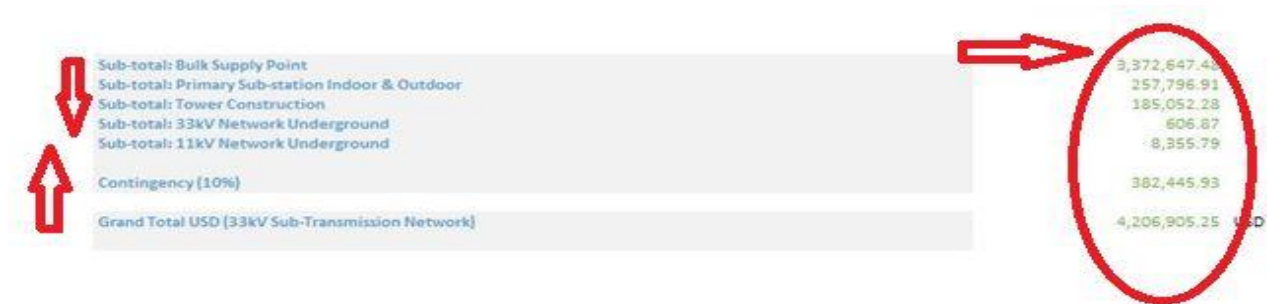 Sub-total: Bulk Supply Point 3,372,647.48
Sub-total: Primary Sub-station Indoor & Outdoor 257,796.91
Sub-total: Tower Construction 185,052.28
Sub-total: 33kV Network Underground 606.87
Sub-total: 11kV Network Underground 8,355.79
Contingency (10%) 382,445.93
Grand Total USD (33kV Sub-Transmission Network) 4,206,905.25 USD